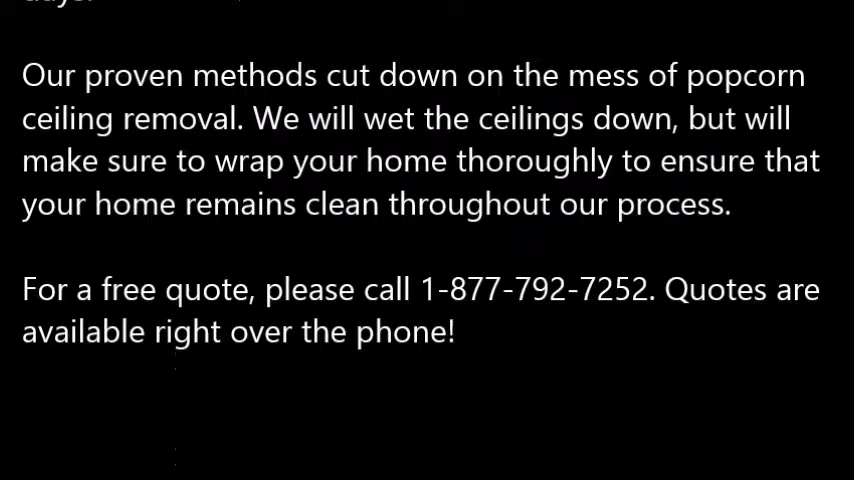 Our proven methods cut down on the mess of popcorn
ceiling removal. We will wet the ceilings down, but will
make sure to wrap your home thoroughly to ensure that
your home remains clean throughout our process.
For a free quote, please call 1-877-792-7252. Quotes are
available right over the phone!